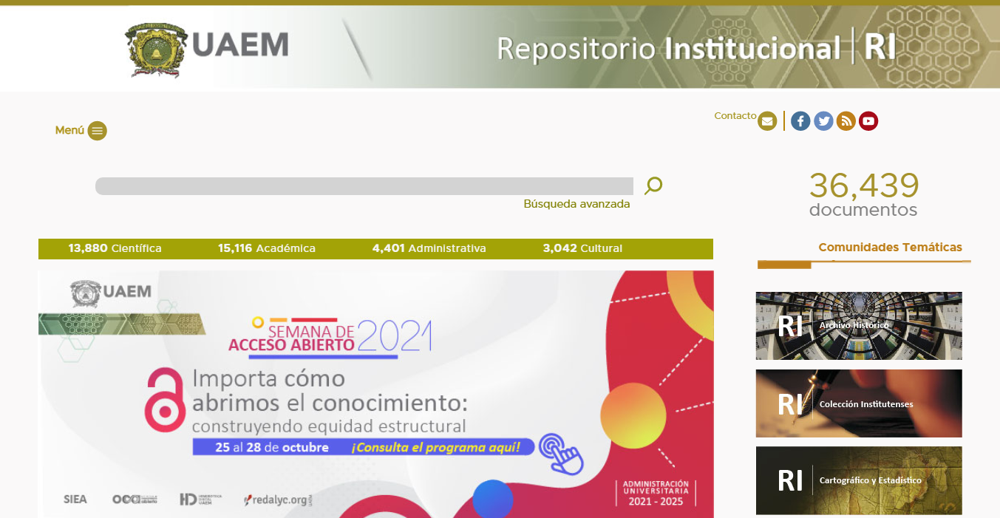 UAEM
Repositorio Institucional RI
Contacto
Menú
36,439
documentos
Búsqueda avanzada
13,880 Científica 15,116 Académica 4,401 Administrativa 3,042 Cultural
Comunidades Temáticas
UAEM
SEMANA DE
ACCESO ABIERTO 2021
Importa cómo
abrimos el conocimiento:
construyendo equidad estructural
25 al 28 de octubre ¡Consulta el programa aquí!
SIEA
HD
redalyc.org
ADMINISTRACIÓN
UNIVERSITARIA
2021 - 2025
RI Archivo Histórico
RI Colección Institutenses
RI Cartográfico y Estadístico